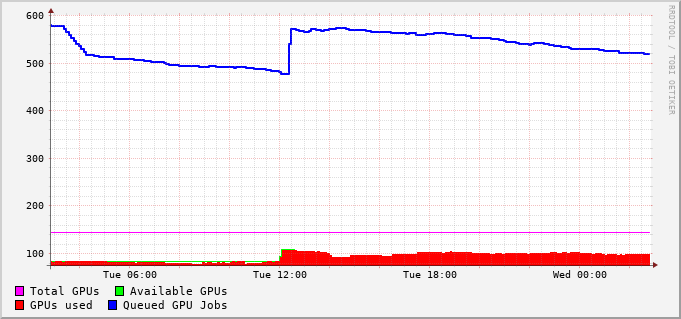 600
500
400
300
200
100
Tue 06:00 Tue 12:00 Tue 18:00 Wed 00:00
Total GPUs Available GPUs
GPUs used Queued GPU Jobs
RRDTOOL / TOBI OETIKER